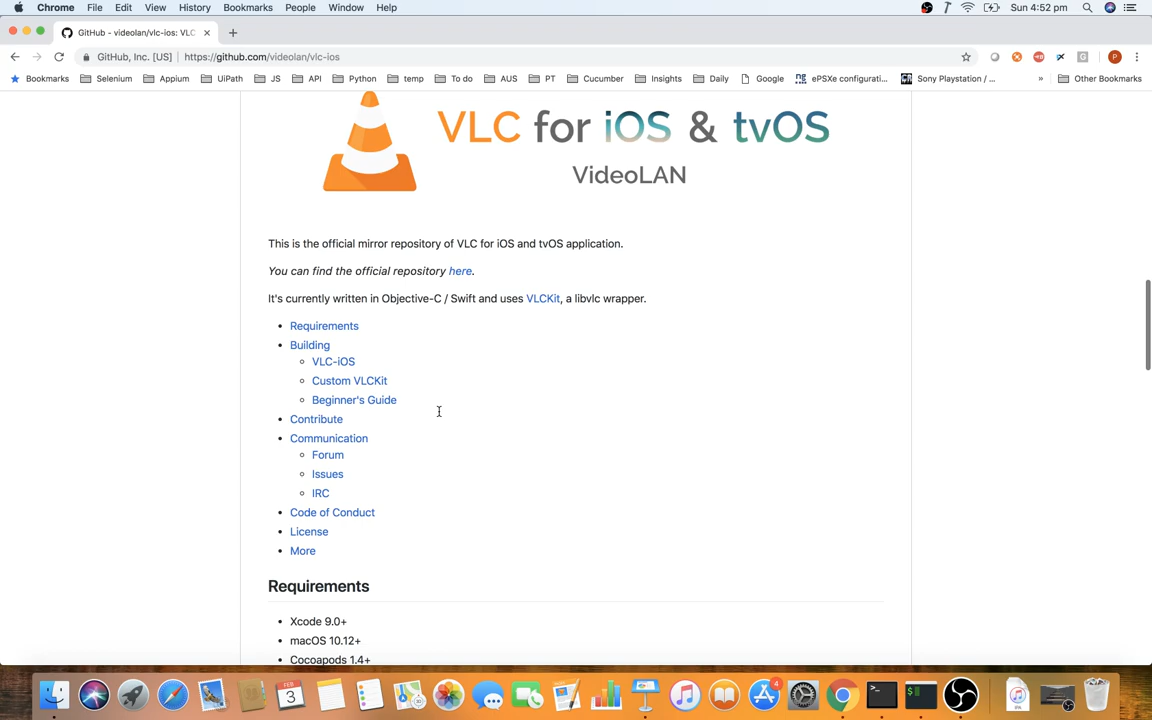 Chrome File Edit View History Bookmarks People Window Help Sun 4:52 pm
GitHub - videolan/vlc-ios: VLC
GitHub, Inc. [US] https://github.com/videolan/vlc-ios P
Bookmarks Selenium Appium UiPath JS API Python temp To do AUS PT Cucumber Insights Daily Google ePSXe configurati... Sony Playstation / ... » Other Bookmarks
VLC for iOS & tvOS
VideoLAN
This is the official mirror repository of VLC for iOS and tvOS application.
You can find the official repository here.
It's currently written in Objective-C / Swift and uses VLCKit, a libvlc wrapper.
Requirements
Building
VLC-iOS
Custom VLCKit
Beginner's Guide
Contribute
Communication
Forum
Issues
IRC
Code of Conduct
License
More
Requirements
Xcode 9.0+
macOS 10.12+
Cocoapods 1.4+
FEB
3
4
IPA